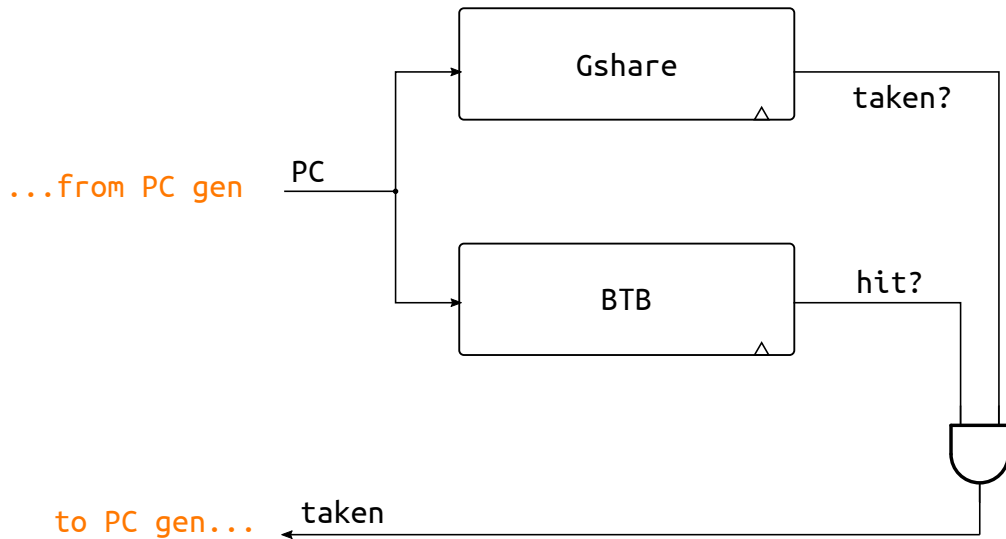 Gshare
taken?
PC
...from PC gen
hit?
BTB
taken
to PC gen...